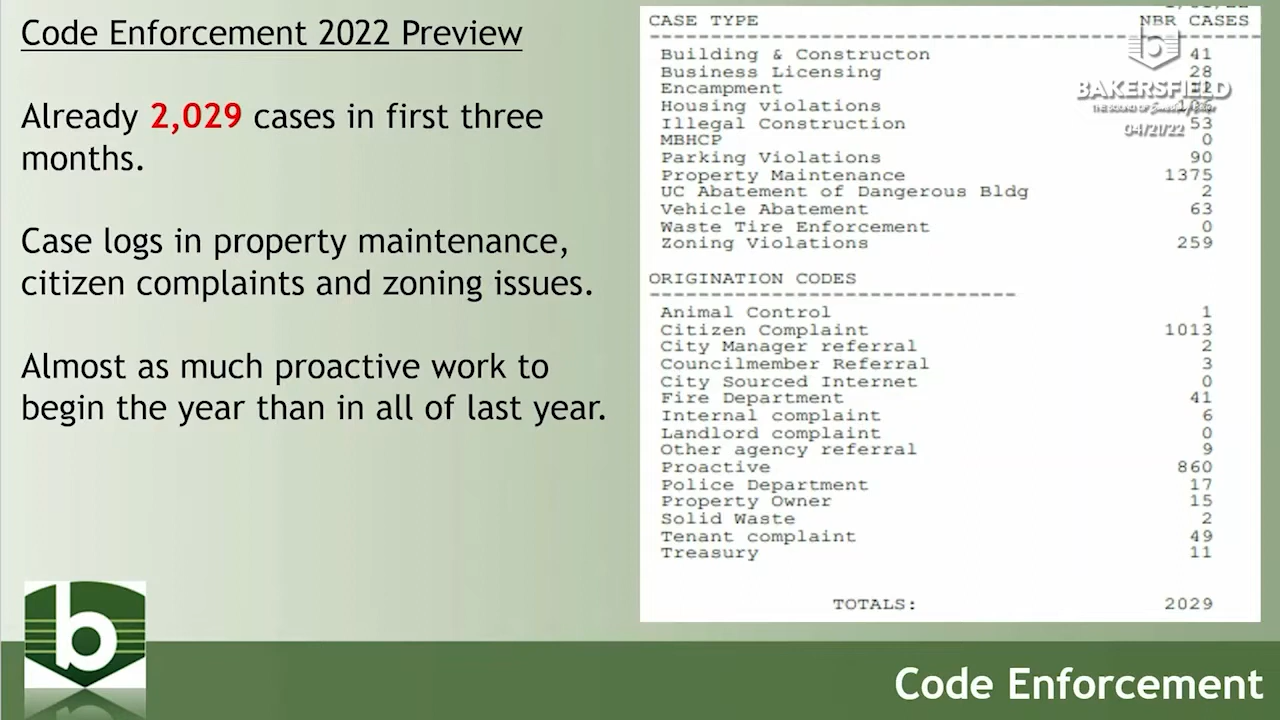 Code Enforcement 2022 Preview
Already 2,029 cases in first three
months.
Case logs in property maintenance,
citizen complaints and zoning issues.
Almost as much proactive work to
begin the year than in all of last year.
CASE TYPE NBR CASES
Building & Constructon 41
Business Licensing 28
Encampment
Housing violations
Illegal Construction 53
MBHCP 0
Parking Violations 90
Property Maintenance 1375
UC Abatement of Dangerous Bldg 2
Vehicle Abatement 63
Waste Tire Enforcement 0
Zoning Violations 259
ORIGINATION CODES
Animal Control 1
Citizen Complaint 1013
City Manager referral 2
Councilmember Referral 3
City Sourced Internet 0
Fire Department 41
Internal complaint 6
Landlord complaint 0
Other agency referral 9
Proactive 860
Police Department 17
Property Owner 15
Solid Waste 2
Tenant complaint 49
Treasury 11
TOTALS: 2029
b
BAKERSFIELD
THE SOUND OF
04/21/22
b
Code Enforcement